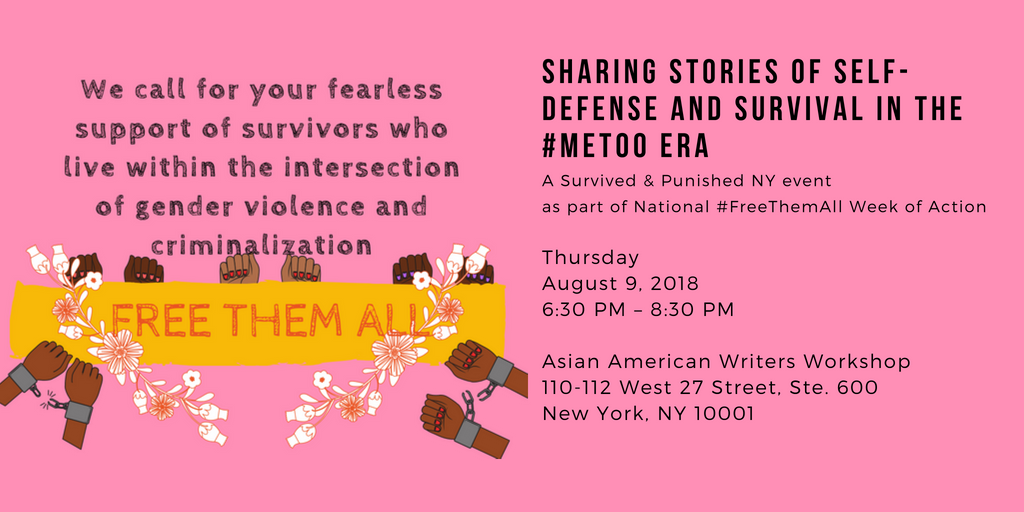 We call for your fearless
support of survivors who
live within the intersection
of gender violence and
criminalization
FREE THEM ALL
SHARING STORIES OF SELF-
DEFENSE AND SURVIVAL IN THE
#METOO ERA
A Survived & Punished NY event
as part of National #FreeThemAll Week of Action
Thursday
August 9, 2018
6:30 PM – 8:30 PM
Asian American Writers Workshop
110-112 West 27 Street, Ste. 600
New York, NY 10001